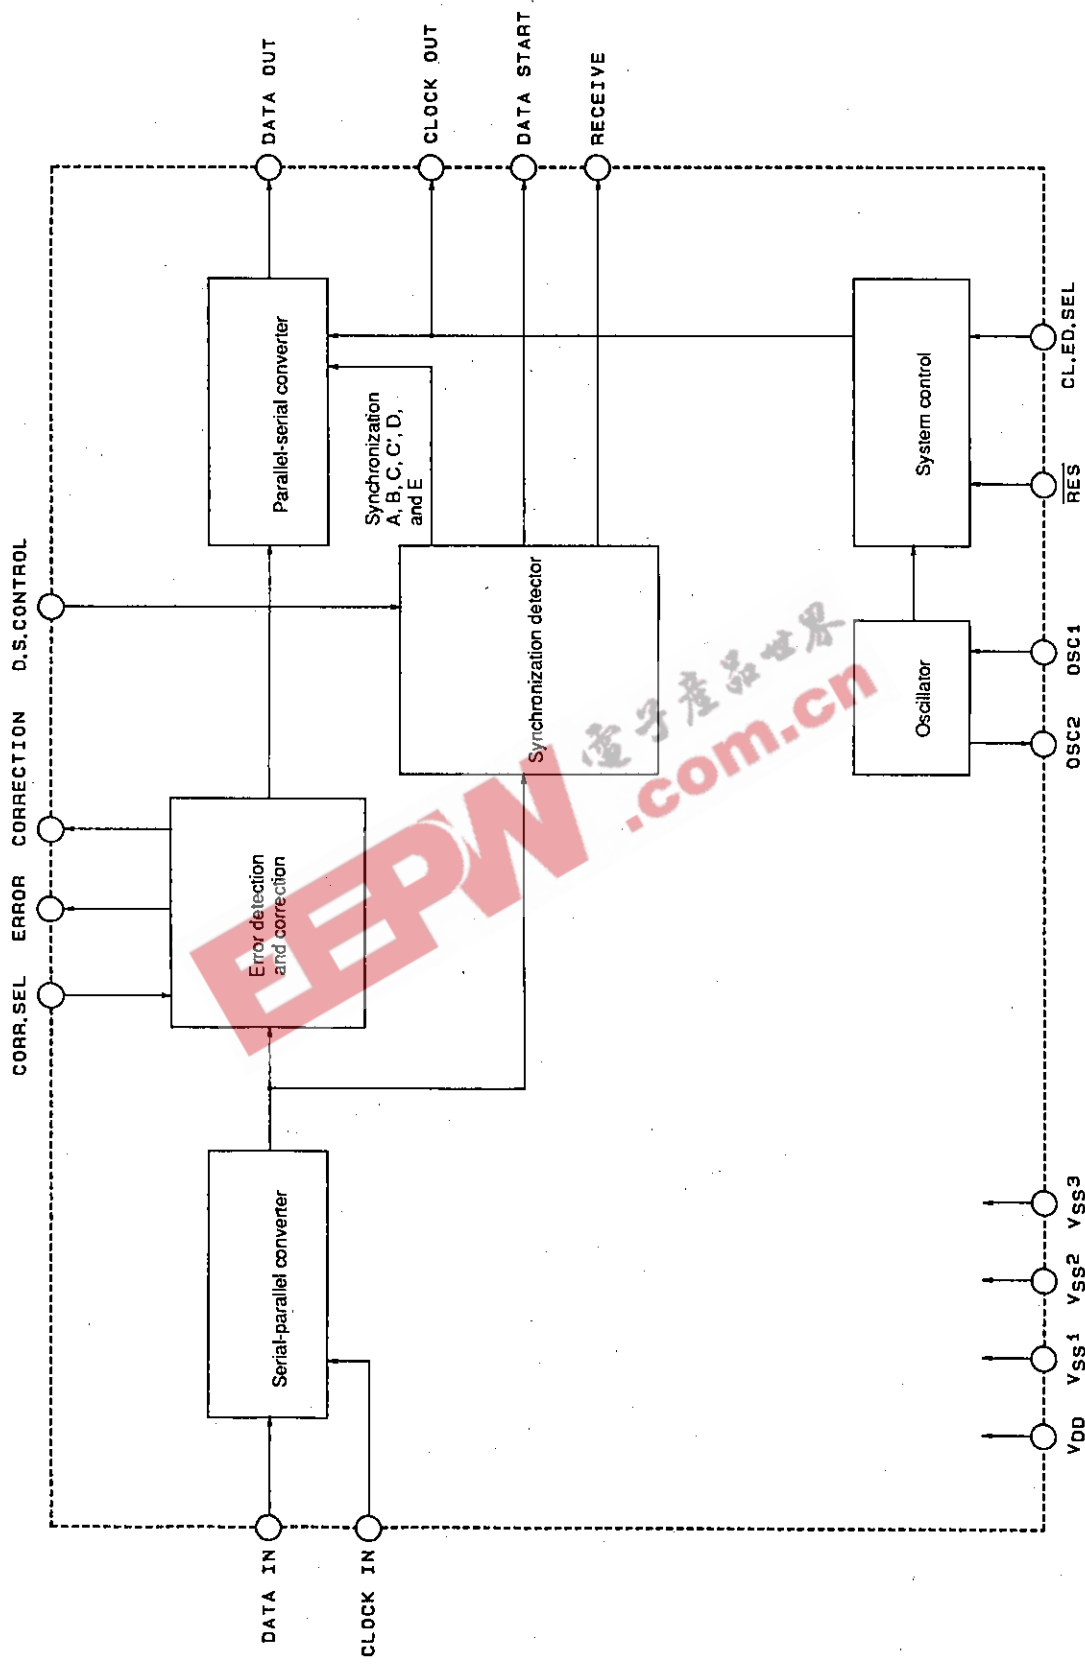 CORR.SEL
ERROR
CORRECTION
D.S.CONTROL
DATA IN
CLOCK IN
Serial-parallel converter
Error detection
and correction
Parallel-serial converter
DATA OUT
Synchronization
A, B, C, C', D,
and E
CLOCK OUT
Synchronization detector
DATA START
RECEIVE
Oscillator
System control
VDD
VSS1
VSS2
VSS3
OSC2
OSC1
RES
CL.ED.SEL
EEPW
.com.cn
電子產品世界